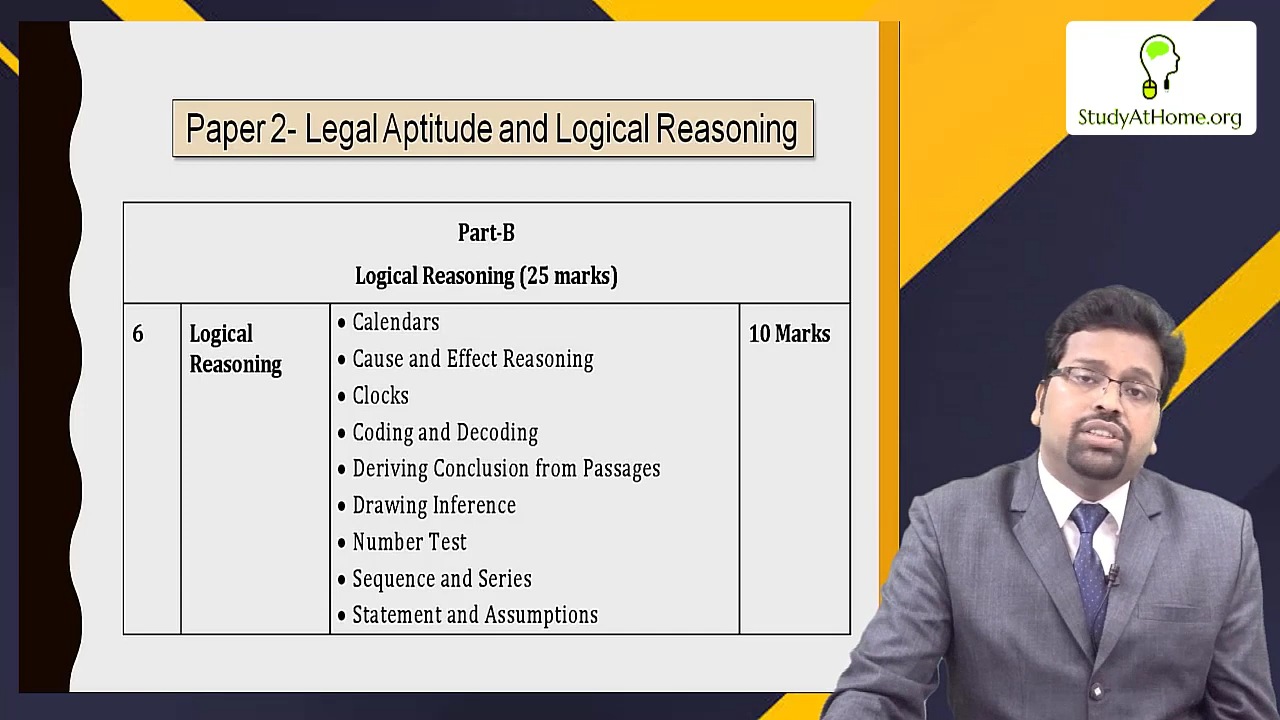 StudyAtHome.org
Paper 2- Legal Aptitude and Logical Reasoning
Part-B
Logical Reasoning (25 marks)
6
Logical
Reasoning
• Calendars
• Cause and Effect Reasoning
• Clocks
• Coding and Decoding
• Deriving Conclusion from Passages
• Drawing Inference
• Number Test
• Sequence and Series
• Statement and Assumptions
10 Marks